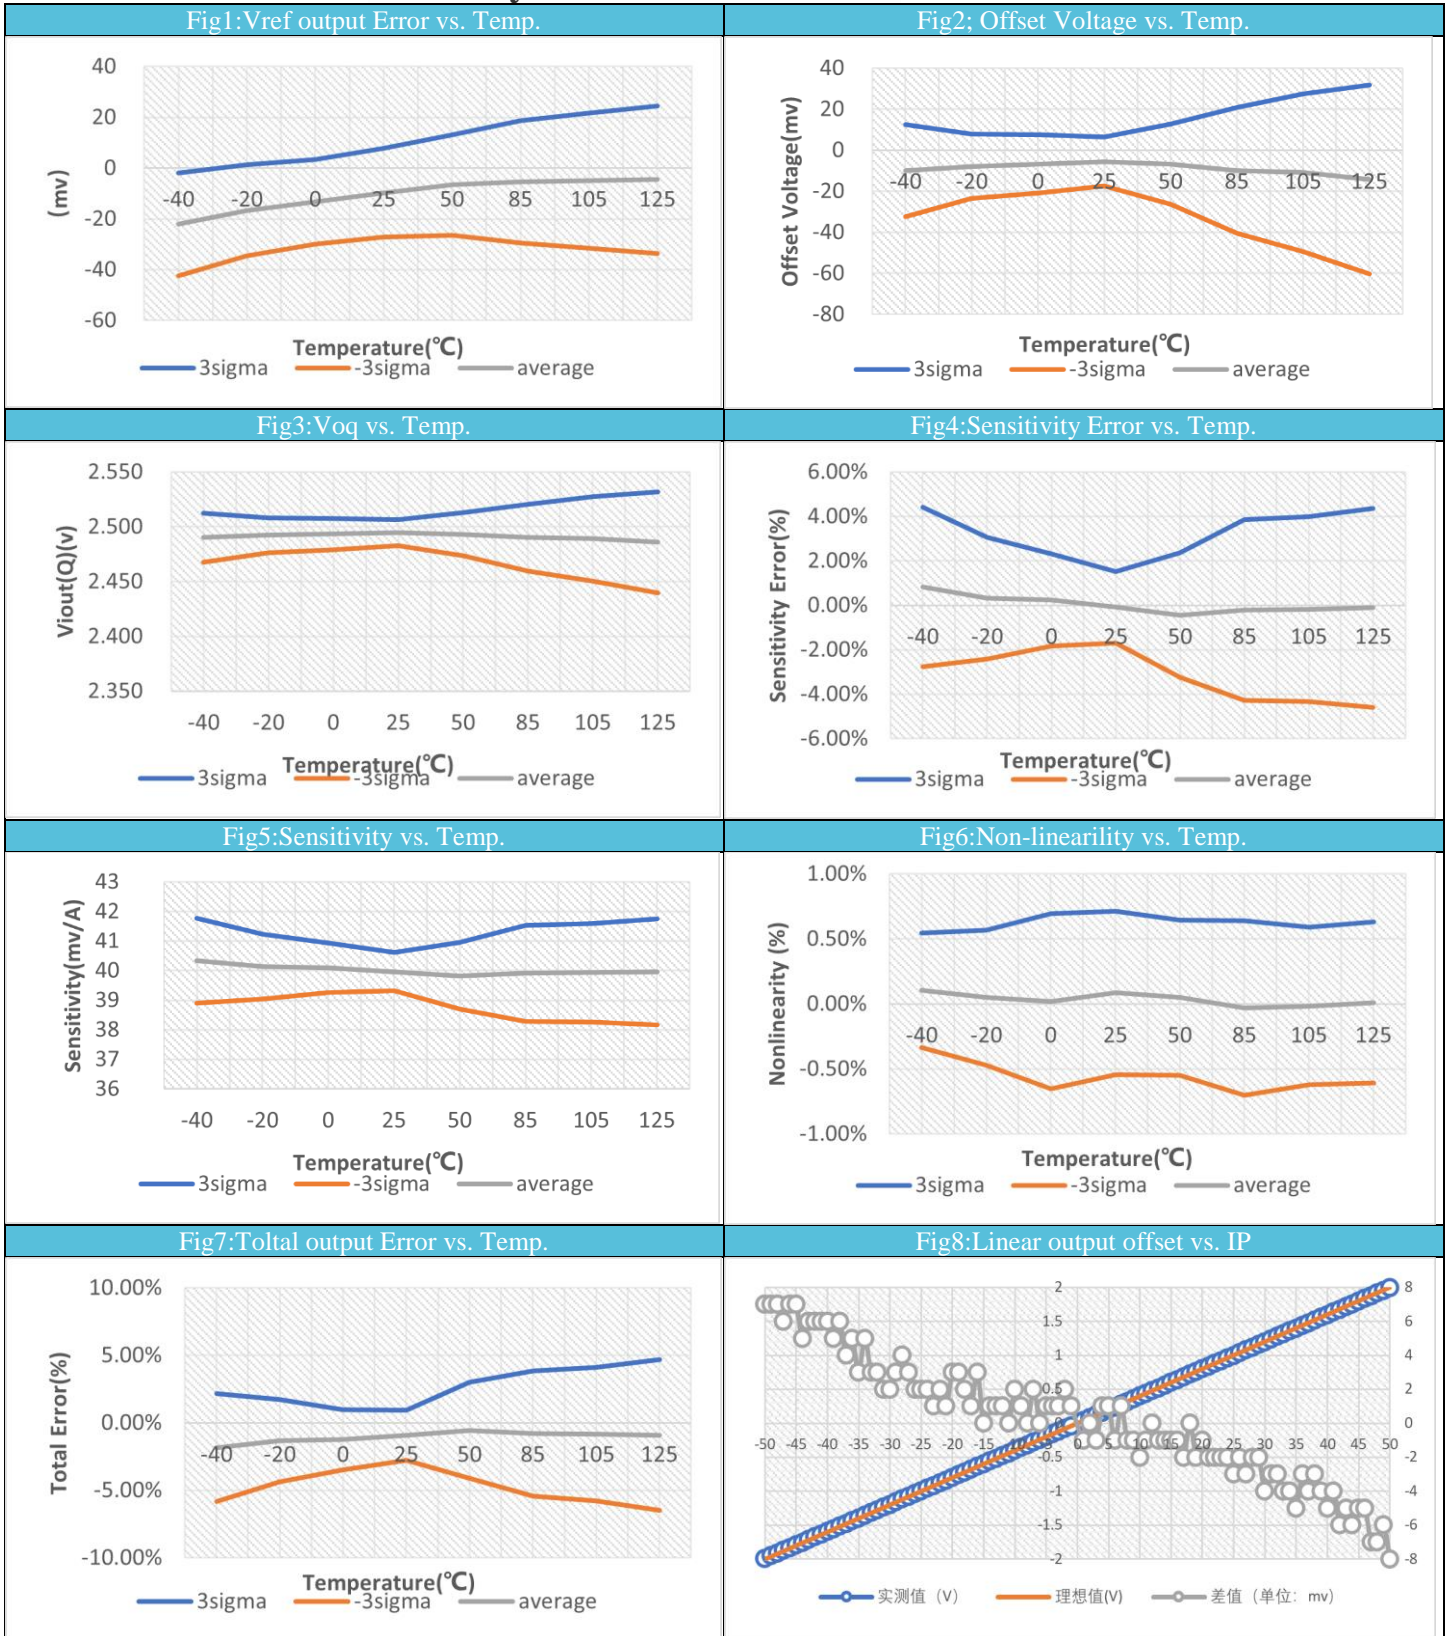 Fig1:Vref output Error vs. Temp.
40
20
0
-20
-40
-60
(mv)
-40 -20 0 25 50 85 105 125
Temperature(℃)
3sigma -3sigma average
Fig2; Offset Voltage vs. Temp.
40
20
0
-20
-40
-60
-80
Offset Voltage(mv)
-40 -20 0 25 50 85 105 125
Temperature(℃)
3sigma -3sigma average
Fig3:Voq vs. Temp.
2.550
2.500
2.450
2.400
2.350
Viout(Q)(v)
-40 -20 0 25 50 85 105 125
Temperature(℃)
3sigma -3sigma average
Fig4:Sensitivity Error vs. Temp.
6.00%
4.00%
2.00%
0.00%
-2.00%
-4.00%
-6.00%
Sensitivity Error(%)
-40 -20 0 25 50 85 105 125
Temperature(℃)
3sigma -3sigma average
Fig5:Sensitivity vs. Temp.
43
42
41
40
39
38
37
36
Sensitivity(mv/A)
-40 -20 0 25 50 85 105 125
Temperature(℃)
3sigma -3sigma average
Fig6:Non-linearility vs. Temp.
1.00%
0.50%
0.00%
-0.50%
-1.00%
Nonlinearity (%)
-40 -20 0 25 50 85 105 125
Temperature(℃)
3sigma -3sigma average
Fig7:Toltal output Error vs. Temp.
10.00%
5.00%
0.00%
-5.00%
-10.00%
Total Error(%)
-40 -20 0 25 50 85 105 125
Temperature(℃)
3sigma -3sigma average
Fig8:Linear output offset vs. IP
2
1.5
1
0.5
0
-0.5
-1
-1.5
-2
8
6
4
2
0
-2
-4
-6
-8
-50 -45 -40 -35 -30 -25 -20 -15 -10 -5 0 5 10 15 20 25 30 35 40 45 50
实测值（V） 理想值(V) 差值（单位：mv）